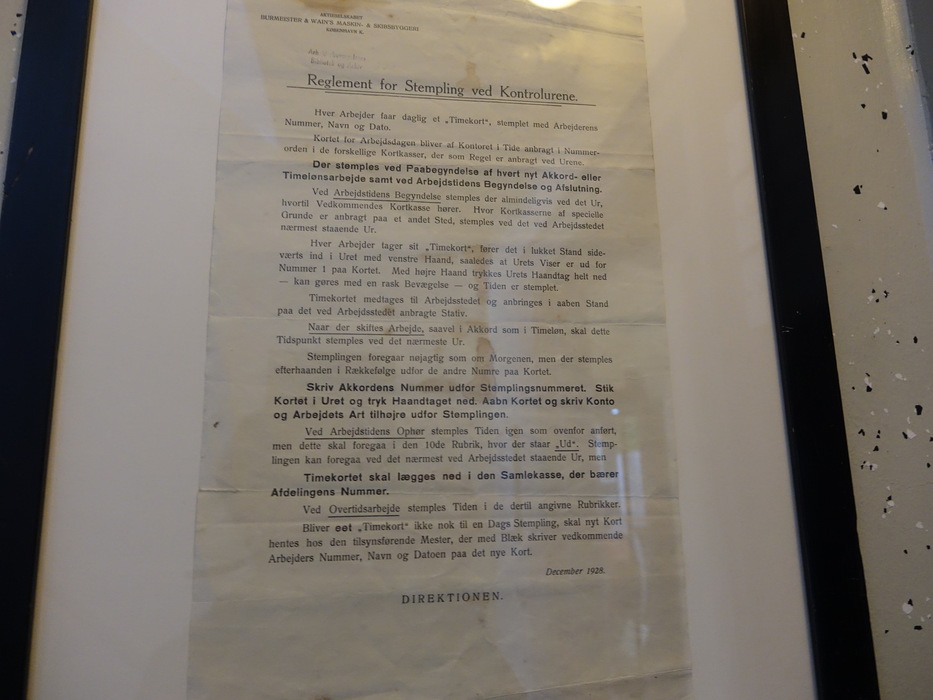 AKTIESELSKABET
BURMEISTER & WAIN'S MASKIN- & SKIBSBYGGERI
KØBENHAVN K.
Reglement for Stempling ved Kontrolurene.
Hver Arbejder faar daglig et „Timekort“, stemplet med Arbejderens
Nummer, Navn og Dato.
Kortet for Arbejdsdagen bliver af Kontoret i Tide anbragt i Nummer-
orden i de forskellige Kortkasser, der som Regel er anbragt ved Urene.
Der stemples ved Paabegyndelse af hvert nyt Akkord- eller
Timelønsarbejde samt ved Arbejdstidens Begyndelse og Afslutning.
Ved Arbejdstidens Begyndelse stemples der almindeligvis ved det Ur,
hvortil Vedkommendes Kortkasse hører. Hvor Kortkasserne af specielle
Grunde er anbragt paa et andet Sted, stemples ved det ved Arbejdsstedet
nærmest staaende Ur.
Hver Arbejder tager sit „Timekort“, fører det i lukket Stand side-
værts ind i Uret med venstre Haand, saaledes at Urets Viser er ud for
Nummer 1 paa Kortet. Med højre Haand trykkes Urets Haandtag helt ned
— kan gøres med en rask Bevægelse — og Tiden er stemplet.
Timekortet medtages til Arbejdsstedet og anbringes i aaben Stand
paa det ved Arbejdsstedet anbragte Stativ.
Naar der skiftes Arbejde, saavel i Akkord som i Timeløn, skal dette
Tidspunkt stemples ved det nærmeste Ur.
Stemplingen foregaar nøjagtig som om Morgenen, men der stemples
efterhaanden i Rækkefølge udfor de andre Numre paa Kortet.
Skriv Akkordens Nummer udfor Stemplingsnummeret. Stik
Kortet i Uret og tryk Haandtaget ned. Aabn Kortet og skriv Konto
og Arbejdets Art tilhøjre udfor Stemplingen.
Ved Arbejdstidens Ophør stemples Tiden igen som ovenfor anført,
men dette skal foregaa i den 10de Rubrik, hvor der staar „Ud“. Stemp-
lingen kan foregaa ved det nærmest ved Arbejdsstedet staaende Ur, men
Timekortet skal lægges ned i den Samlekasse, der bærer
Afdelingens Nummer.
Ved Overtidsarbejde stemples Tiden i de dertil angivne Rubrikker.
Bliver eet „Timekort“ ikke nok til en Dags Stempling, skal nyt Kort
hentes hos den tilsynsførende Mester, der med Blæk skriver vedkommende
Arbejders Nummer, Navn og Datoen paa det nye Kort.
December 1928.
DIREKTIONEN.